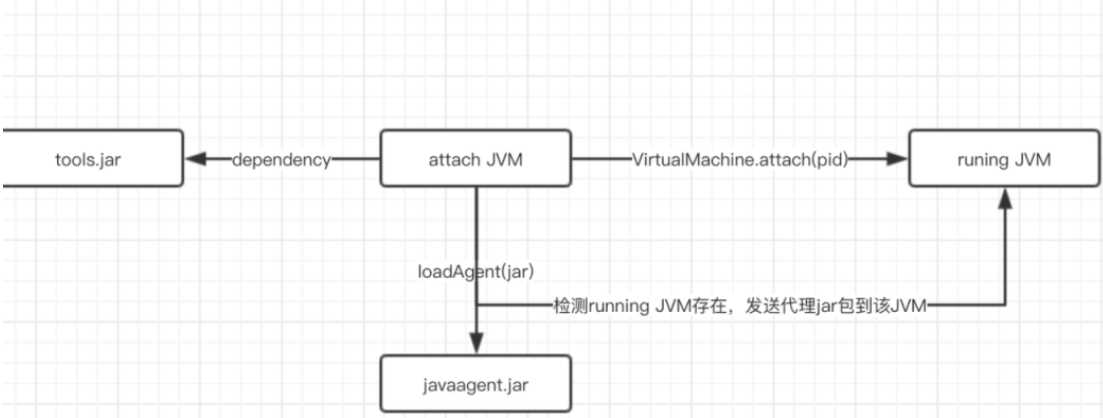 tools.jar
dependency
attach JVM
VirtualMachine.attach(pid)
runing JVM
loadAgent(jar)
检测running JVM存在，发送代理jar包到该JVM
javaagent.jar